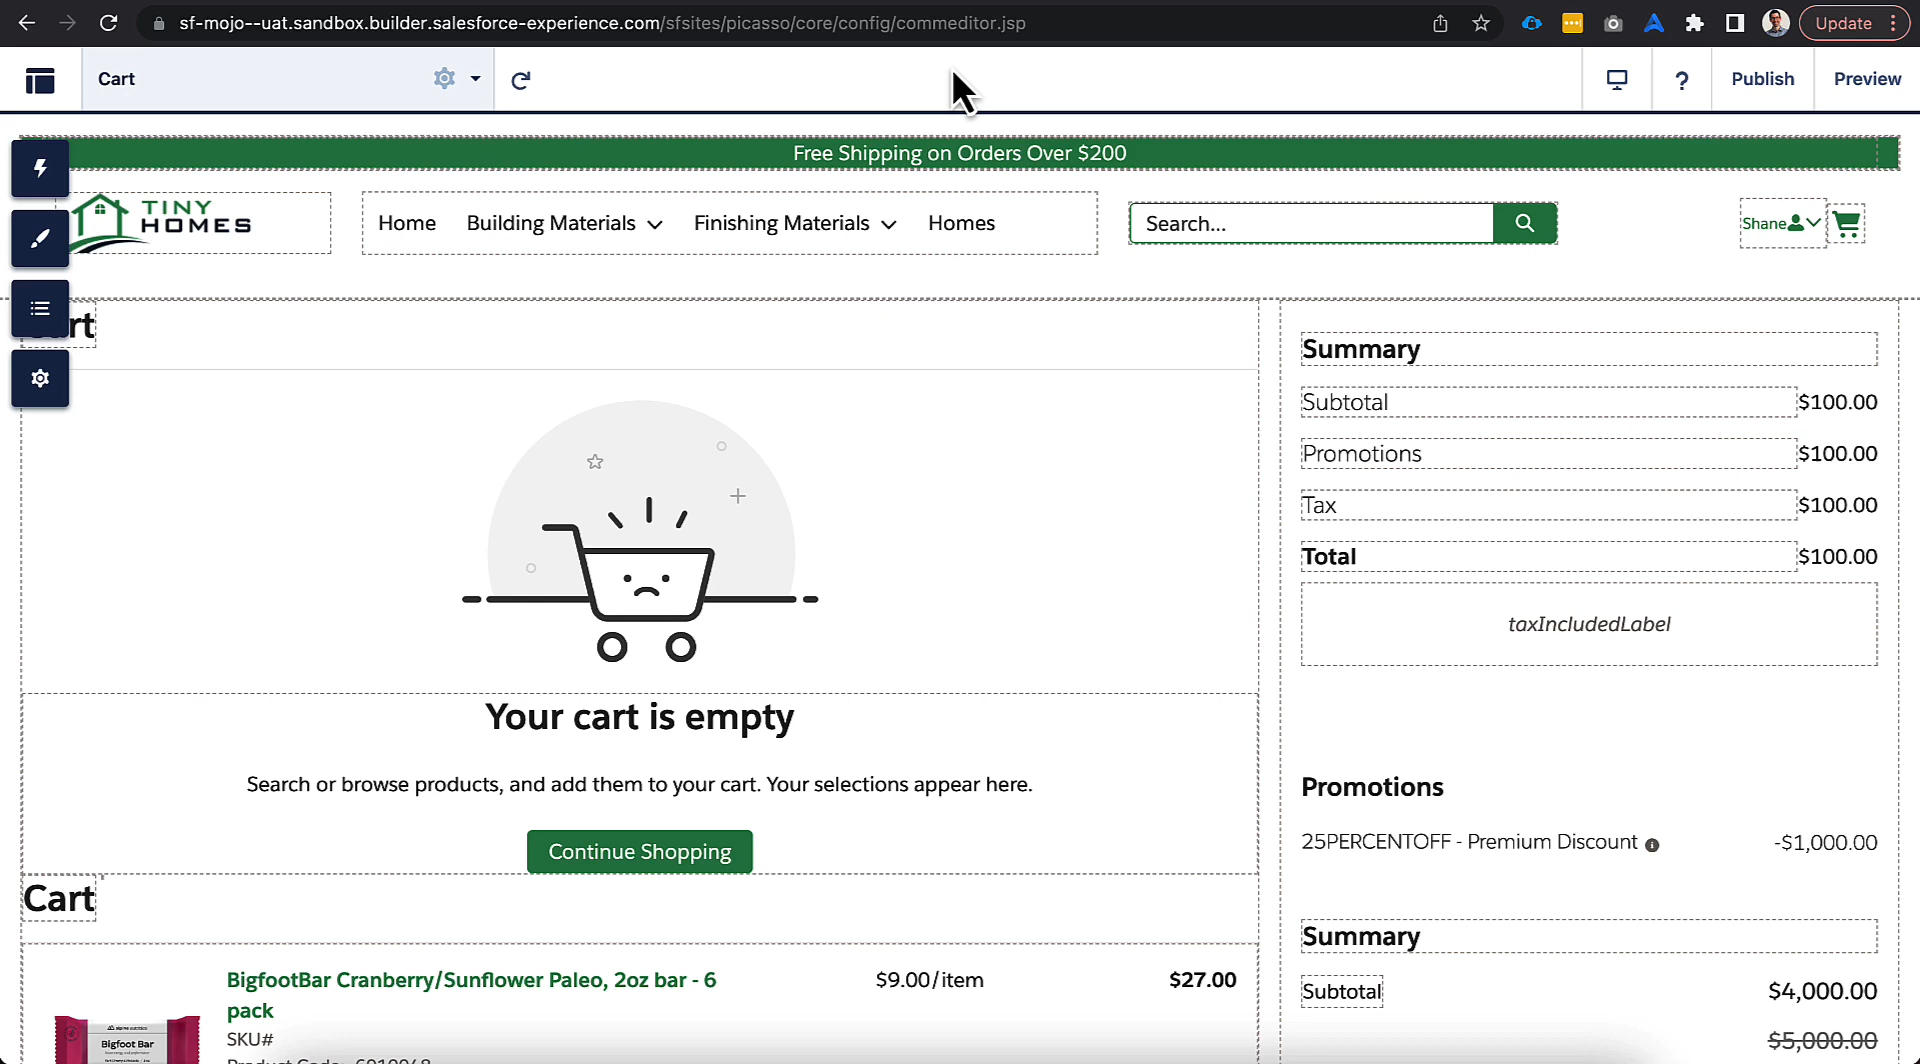 sf-mojo--uat.sandbox.builder.salesforce-experience.com/sfsites/picasso/core/config/commeditor.jsp
Update
Cart
?
Publish
Preview
Free Shipping on Orders Over $200
TINY
HOMES
Home
Building Materials
Finishing Materials
Homes
Search...
Shane
rt
Your cart is empty
Search or browse products, and add them to your cart. Your selections appear here.
Continue Shopping
Cart
BigfootBar Cranberry/Sunflower Paleo, 2oz bar - 6
pack
$9.00/item
$27.00
SKU#
Bigfoot Bar
Summary
Subtotal
$100.00
Promotions
$100.00
Tax
$100.00
Total
$100.00
taxIncludedLabel
Promotions
25PERCENTOFF - Premium Discount
-$1,000.00
Summary
Subtotal
$4,000.00
$5,000.00